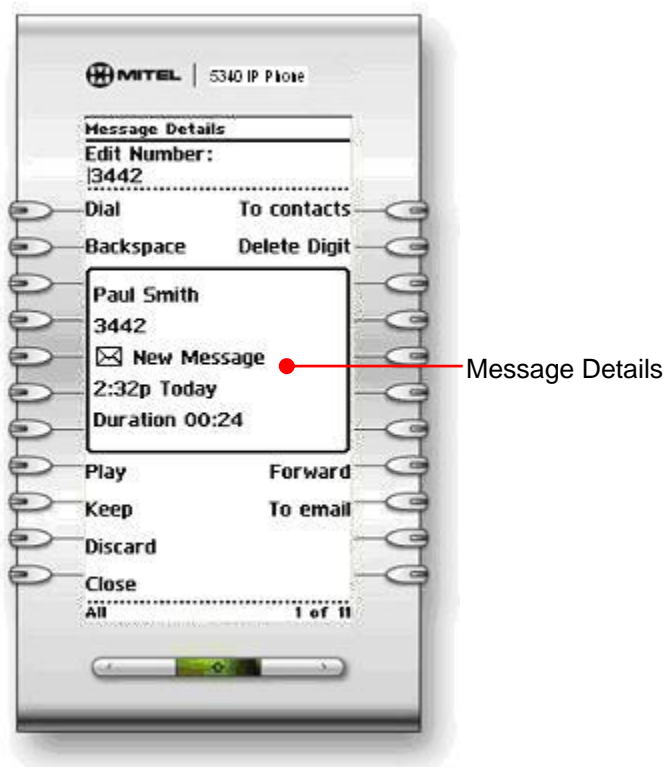 MITEL | 5340 IP Phone
Message Details
Edit Number:
|3442
Dial To contacts
Backspace Delete Digit
Paul Smith
3442
New Message
Message Details
2:32p Today
Duration 00:24
Play Forward
Keep To email
Discard
Close
All 1 of 11